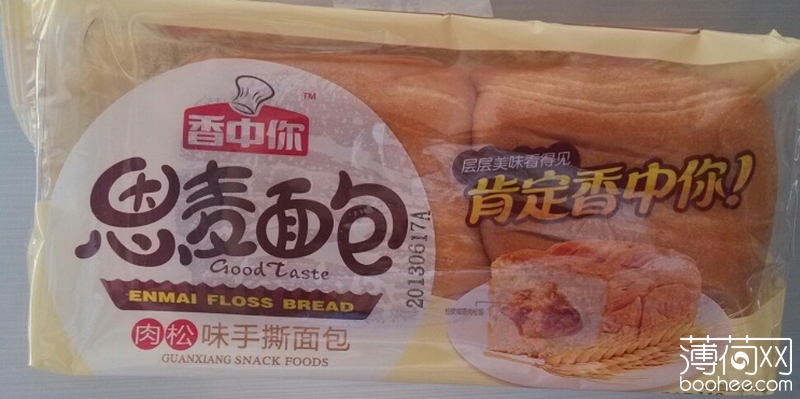 香中你
TM
恩麦面包
Good Taste
ENMAI FLOSS BREAD
肉松味手撕面包
GUANXIANG SNACK FOODS
20130617A
层层美味看得见
肯定香中你!
薄荷网
boohee.com